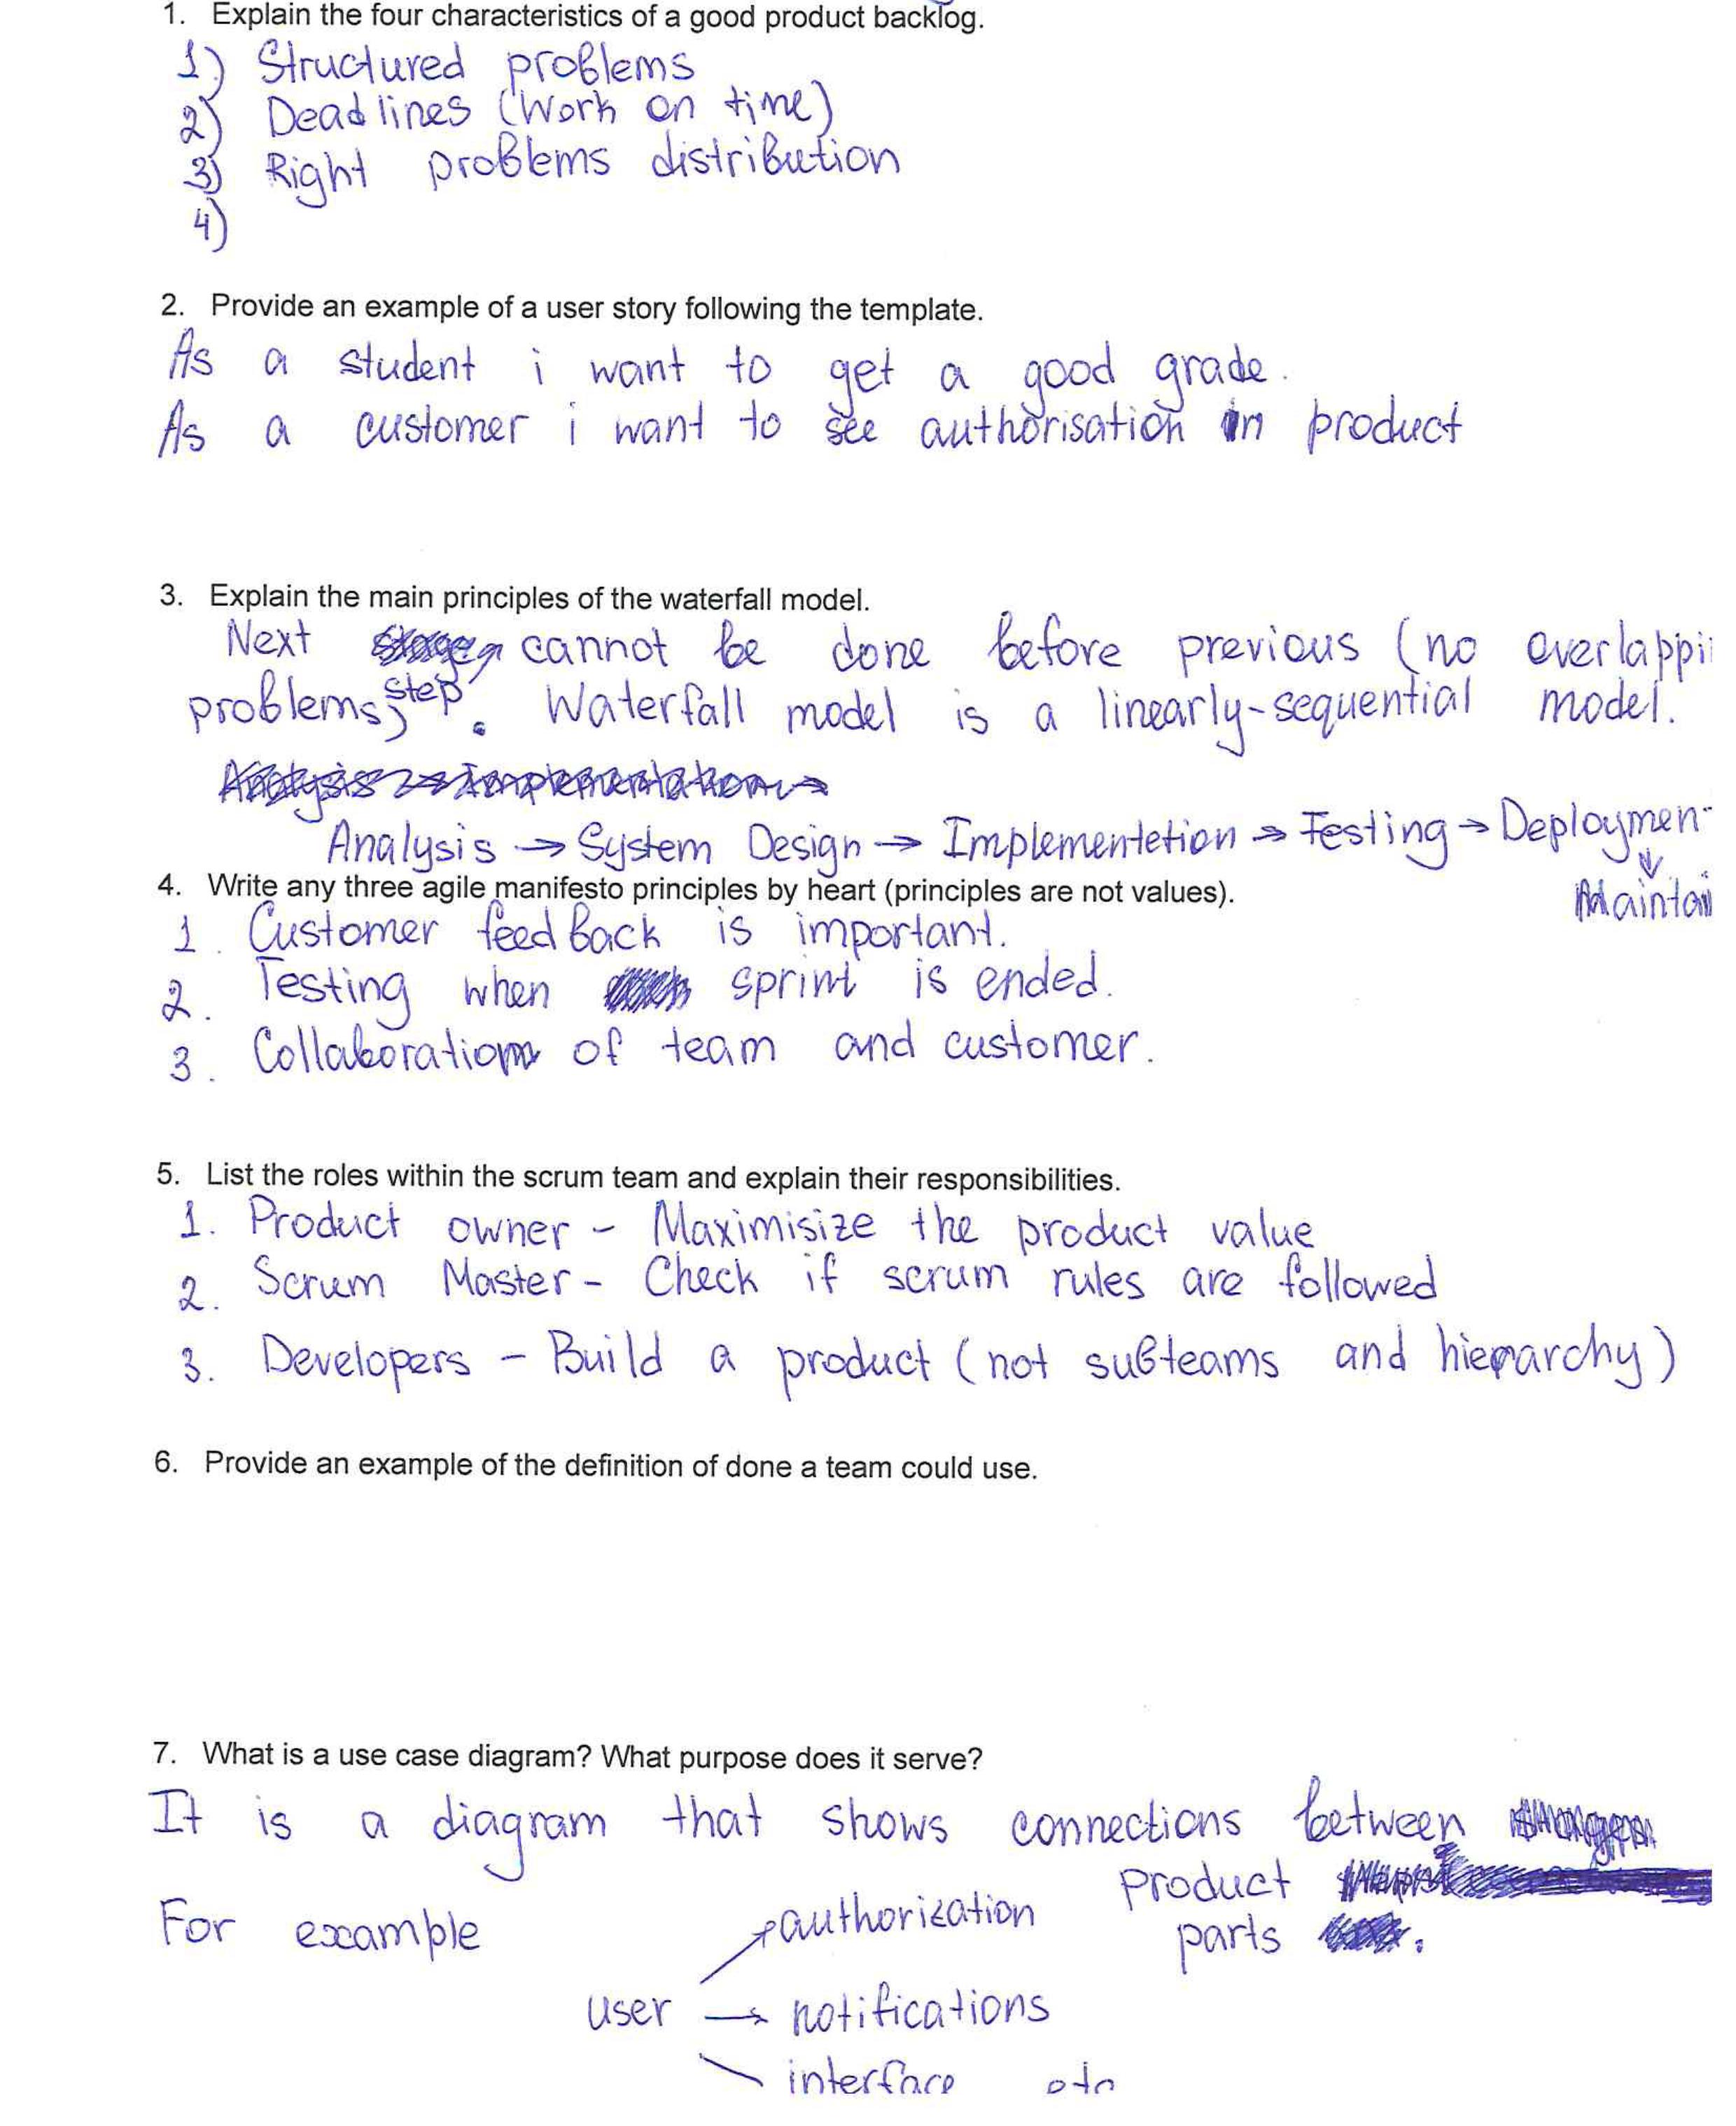 1. Explain the four characteristics of a good product backlog.
1) Structured problems
2) Deadlines (Work on time)
3) Right problems distribution
4)
2. Provide an example of a user story following the template.
As a student i want to get a good grade.
As a customer i want to see authorisation in product
3. Explain the main principles of the waterfall model.
Next cannot be done before previous (no overlappi
problems) step. Waterfall model is a linearly-sequential model.
Analysis → Implementation →
Analysis → System Design → Implementetion → Testing → Deploymen
Maintai
4. Write any three agile manifesto principles by heart (principles are not values).
1. Customer feedback is important.
2. Testing when sprint is ended.
3. Collaboration of team and customer.
5. List the roles within the scrum team and explain their responsibilities.
1. Product owner - Maximisize the product value
2. Scrum Master - Check if scrum rules are followed
3. Developers - Build a product (not subteams and hierarchy)
6. Provide an example of the definition of done a team could use.
7. What is a use case diagram? What purpose does it serve?
It is a diagram that shows connections between
product
parts .
For example
authorization
user → notifications
interface etc